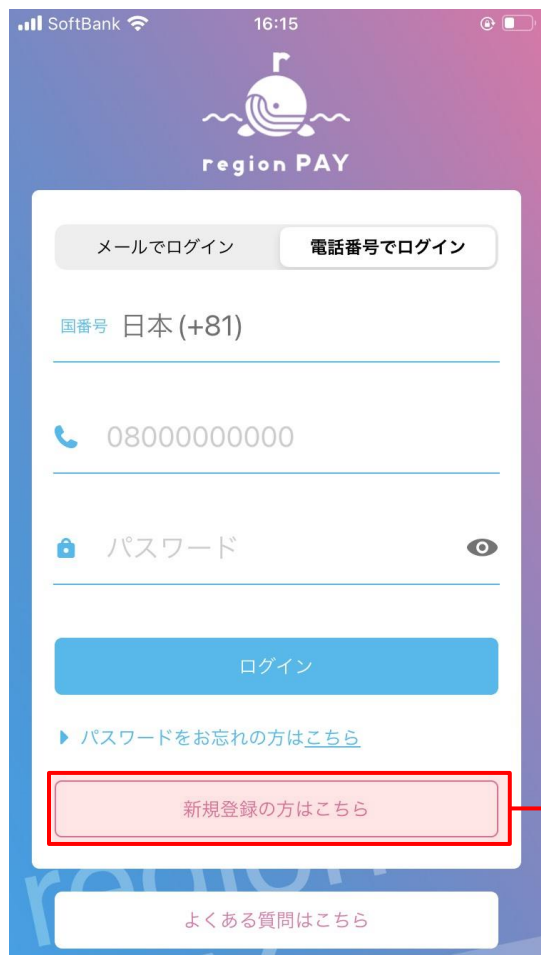 SoftBank 16:15
r
region PAY
メールでログイン 電話番号でログイン
国番号 日本(+81)
08000000000
パスワード
ログイン
パスワードをお忘れの方はこちら
新規登録の方はこちら
region
よくある質問はこちら